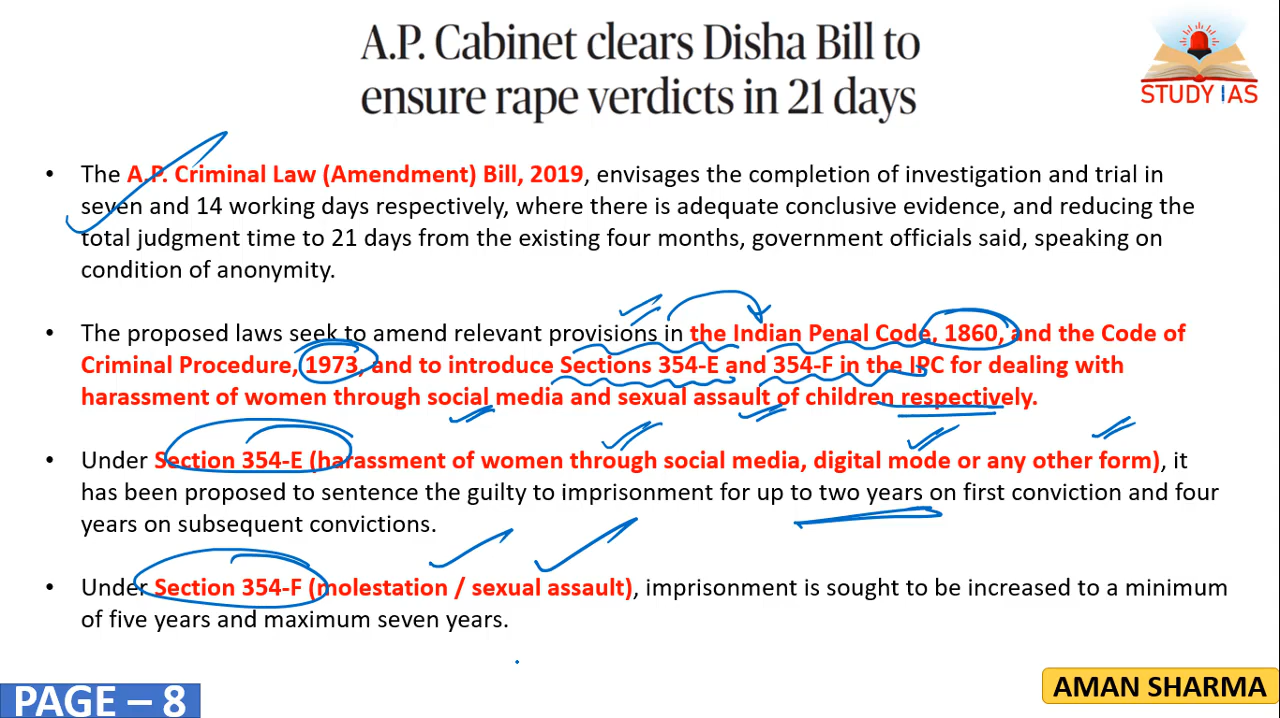 A.P. Cabinet clears Disha Bill to
ensure rape verdicts in 21 days
STUDY IAS
• The A.P. Criminal Law (Amendment) Bill, 2019, envisages the completion of investigation and trial in
seven and 14 working days respectively, where there is adequate conclusive evidence, and reducing the
total judgment time to 21 days from the existing four months, government officials said, speaking on
condition of anonymity.
• The proposed laws seek to amend relevant provisions in the Indian Penal Code, 1860, and the Code of
Criminal Procedure, 1973, and to introduce Sections 354-E and 354-F in the IPC for dealing with
harassment of women through social media and sexual assault of children respectively.
• Under Section 354-E (harassment of women through social media, digital mode or any other form), it
has been proposed to sentence the guilty to imprisonment for up to two years on first conviction and four
years on subsequent convictions.
• Under Section 354-F (molestation / sexual assault), imprisonment is sought to be increased to a minimum
of five years and maximum seven years.
PAGE – 8
AMAN SHARMA